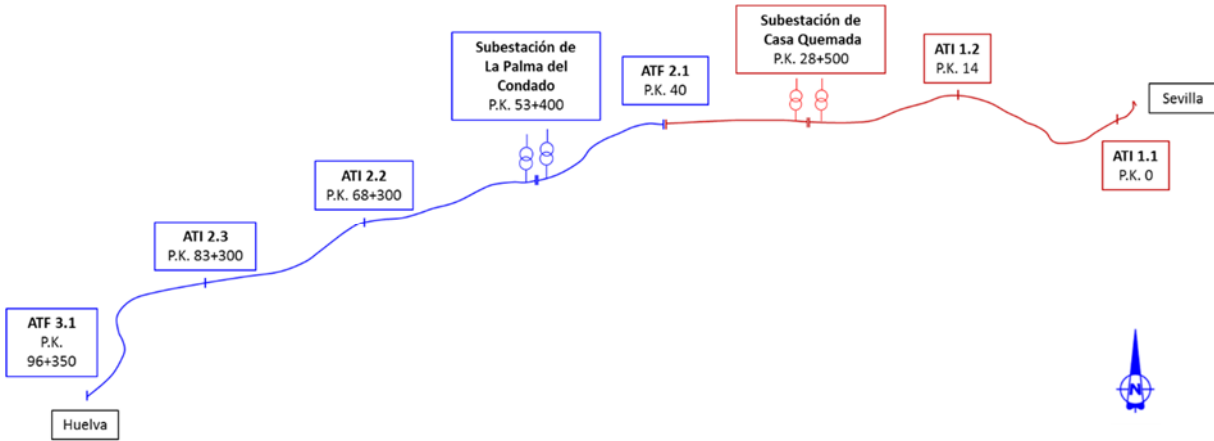 Subestación de
La Palma del
Condado
P.K. 53+400
ATF 2.1
P.K. 40
Subestación de
Casa Quemada
P.K. 28+500
ATI 1.2
P.K. 14
Sevilla
ATI 1.1
P.K. 0
ATI 2.2
P.K. 68+300
ATI 2.3
P.K. 83+300
ATF 3.1
P.K.
96+350
Huelva
N